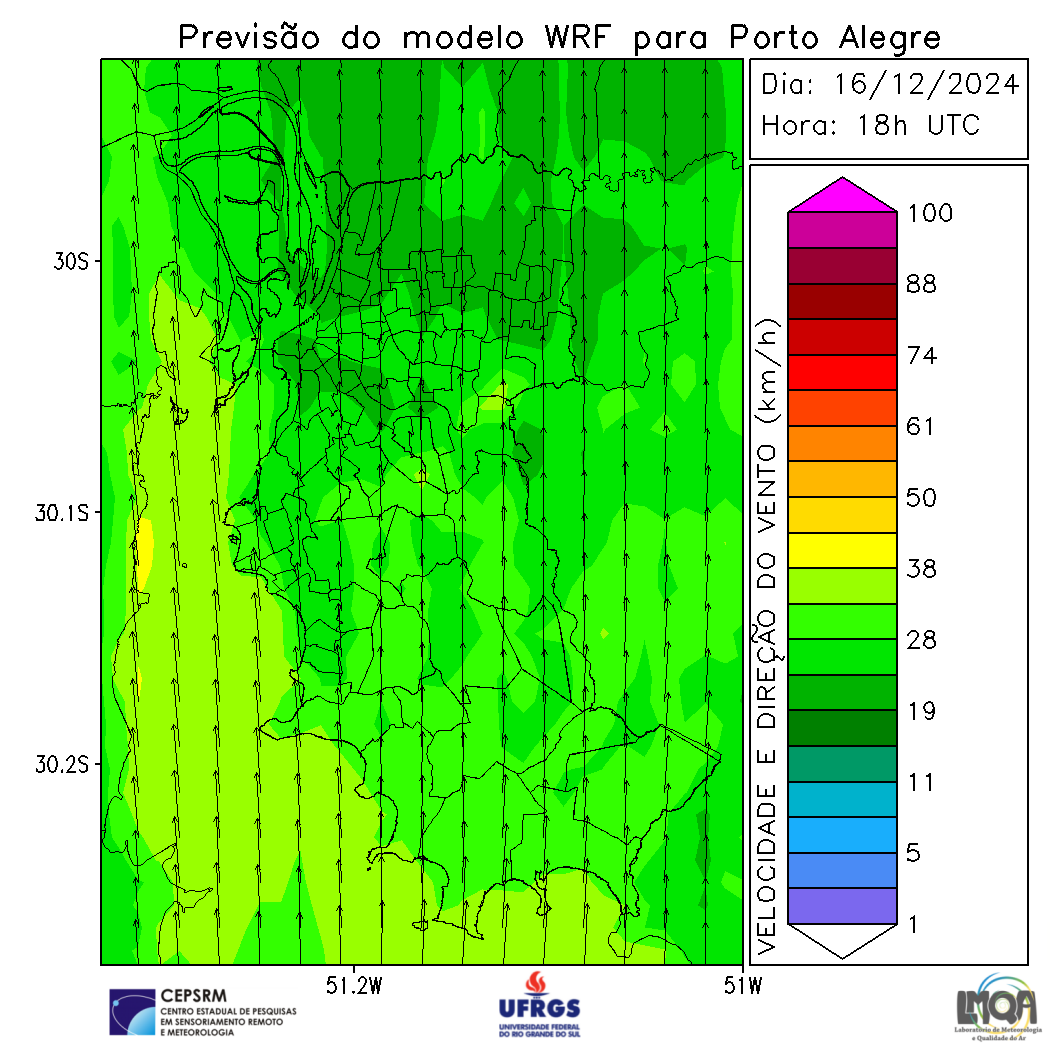 Previsão do modelo WRF para Porto Alegre
Dia: 16/12/2024
Hora: 18h UTC
30S
30.1S
30.2S
51.2W
51W
VELOCIDADE E DIREÇÃO DO VENTO (km/h)
100
88
74
61
50
38
28
19
11
5
1
CEPSRM
CENTRO ESTADUAL DE PESQUISAS
EM SENSORIAMENTO REMOTO
E METEOROLOGIA
UFRGS
UNIVERSIDADE FEDERAL
DO RIO GRANDE DO SUL
LMQA
Laboratório de Meteorologia
e Qualidade do Ar